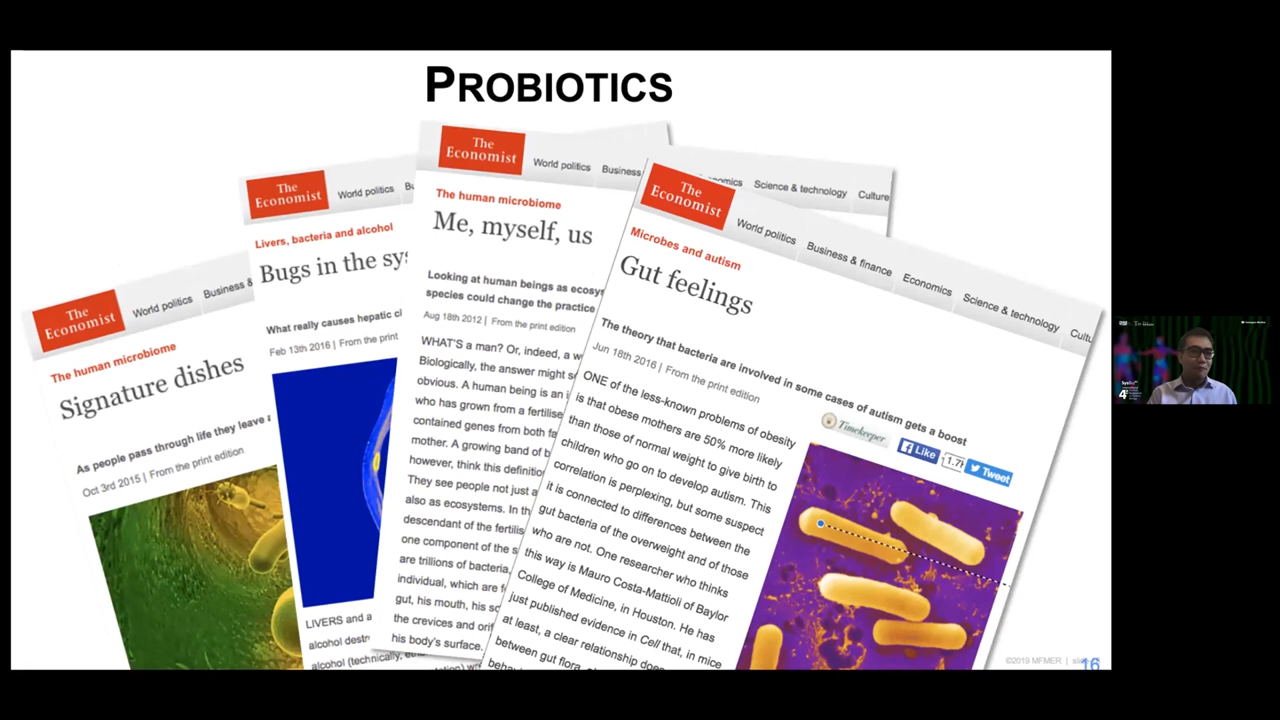 PROBIOTICS
The
Economist
World politics
Business &
The human microbiome
Signature dishes
As people pass through life they leave
Oct 3rd 2015 | From the print edition
The
Economist
World politics
Livers, bacteria and alcohol
Bugs in the sys
What really causes hepatic ci
Feb 13th 2016 | From the print
LIVERS and a
alcohol destr
alcohol (technically,
The
Economist
World politics
Business
Science & technology
Culture
The human microbiome
Me, myself, us
Looking at human beings as ecosys
species could change the practice
Aug 18th 2012 | From the print edition
WHAT'S a man? Or, indeed, a w
Biologically, the answer might s
obvious. A human being is an i
who has grown from a fertilise
contained genes from both fa
mother. A growing band of b
however, think this definitio
They see people not just a
also as ecosystems. In th
descendant of the fertilis
one component of the s
are trillions of bacteria,
individual, which are f
gut, his mouth, his sc
the crevices and orif
his body's surface.
The
Economist
World politics
Business & finance
Economics
Science & technology
Cultu
Microbes and autism
Gut feelings
The theory that bacteria are involved in some cases of autism gets a boost
Jun 18th 2016 | From the print edition
Timekeeper
Like
1.7k
Tweet
ONE of the less-known problems of obesity
is that obese mothers are 50% more likely
than those of normal weight to give birth to
children who go on to develop autism. This
correlation is perplexing, but some suspect
it is connected to differences between the
gut bacteria of the overweight and of those
who are not. One researcher who thinks
this way is Mauro Costa-Mattioli of Baylor
College of Medicine, in Houston. He has
just published evidence in Cell that, in mice
at least, a clear relationship does
between gut flora,
©2019 MFMER | slide
16